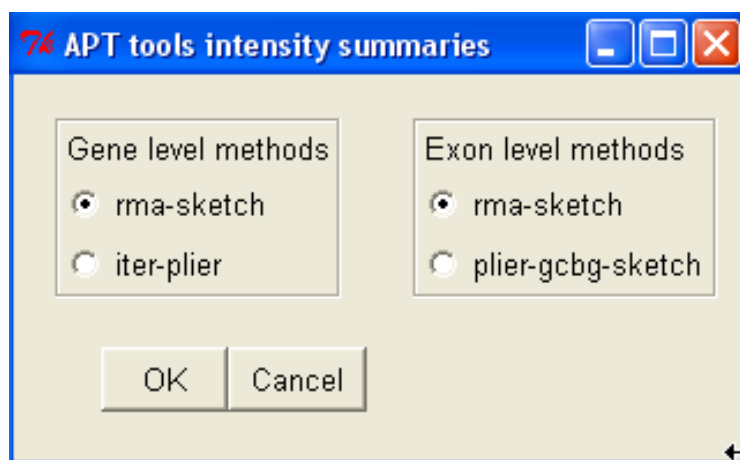 7k APT tools intensity summaries
Gene level methods
rma-sketch
iter-plier
Exon level methods
rma-sketch
plier-gcbg-sketch
OK
Cancel